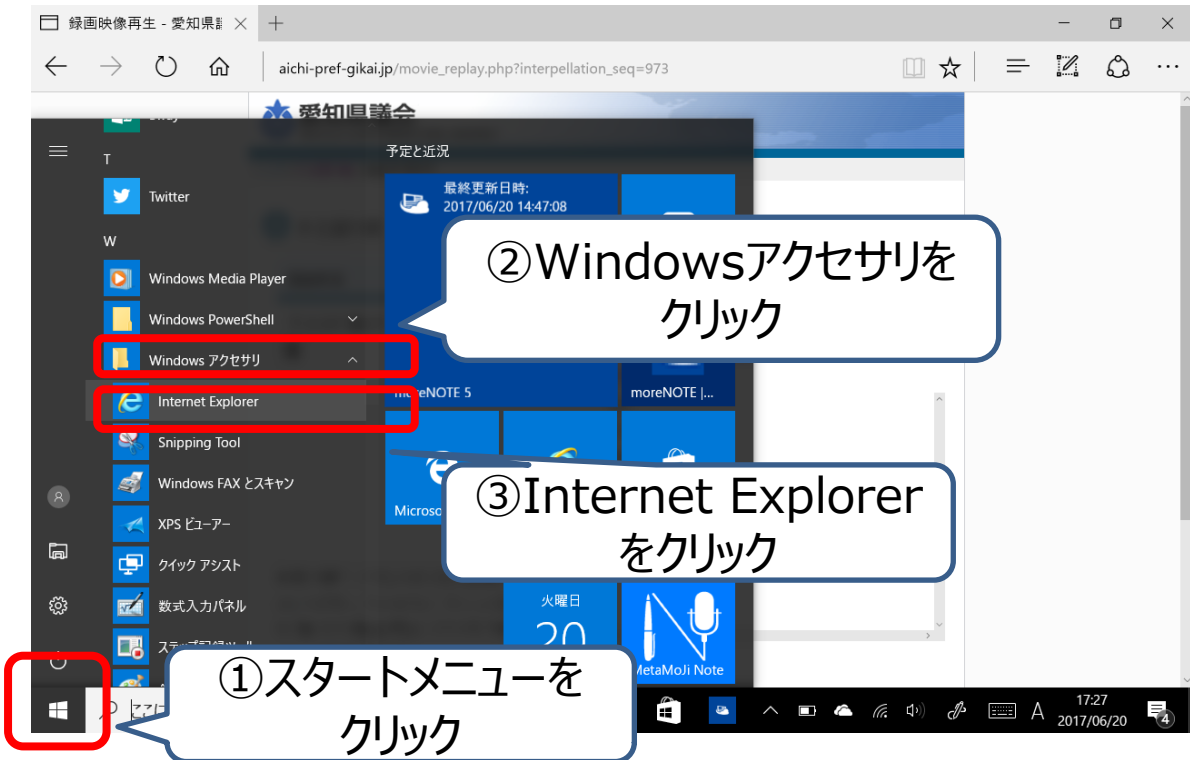 録画映像再生 - 愛知県議
aichi-pref-gikai.jp/movie_replay.php?interpellation_seq=973
愛知県議会
予定と近況
T
Twitter
W
Windows Media Player
Windows PowerShell
Windows アクセサリ
Internet Explorer
Snipping Tool
Windows FAX とスキャン
XPS ビューアー
クイック アシスト
数式入力パネル
最終更新日時:
2017/06/20 14:47:08
moreNOTE 5
moreNOTE |...
火曜日
20
MetaMoJi Note
②Windowsアクセサリを
クリック
③Internet Explorer
をクリック
①スタートメニューを
クリック
A
17:27
2017/06/20
4